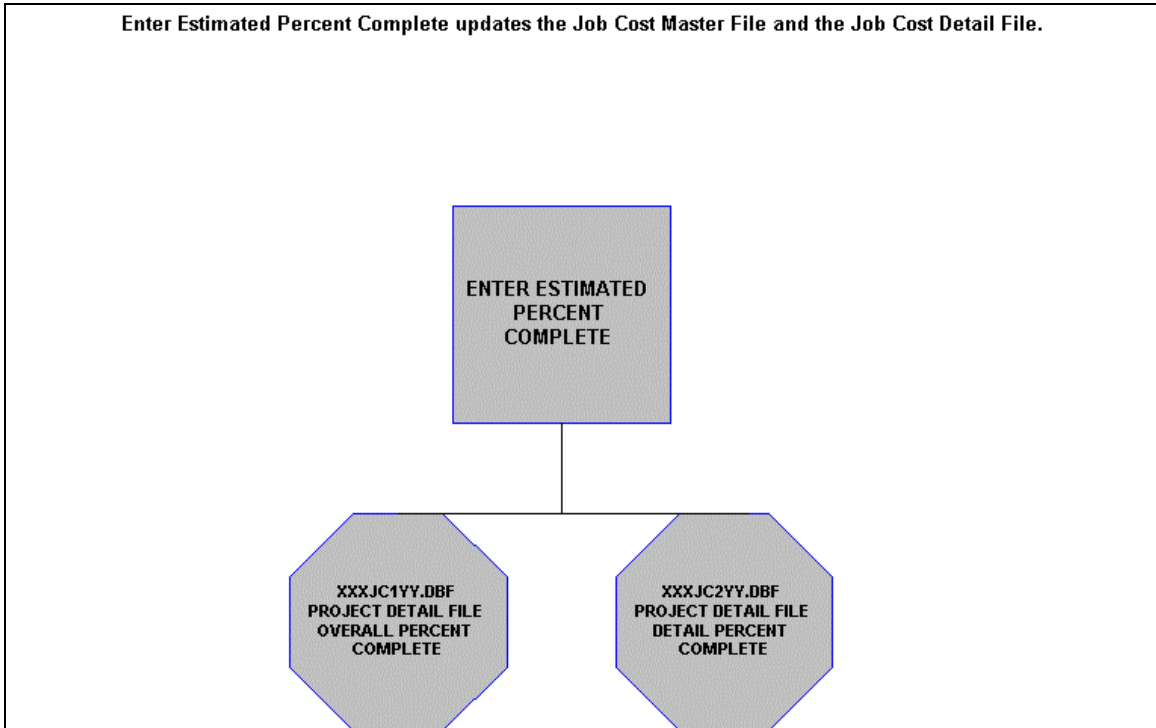 Enter Estimated Percent Complete updates the Job Cost Master File and the Job Cost Detail File.
ENTER ESTIMATED
PERCENT
COMPLETE
XXXJC1YY.DBF
PROJECT DETAIL FILE
OVERALL PERCENT
COMPLETE
XXXJC2YY.DBF
PROJECT DETAIL FILE
DETAIL PERCENT
COMPLETE